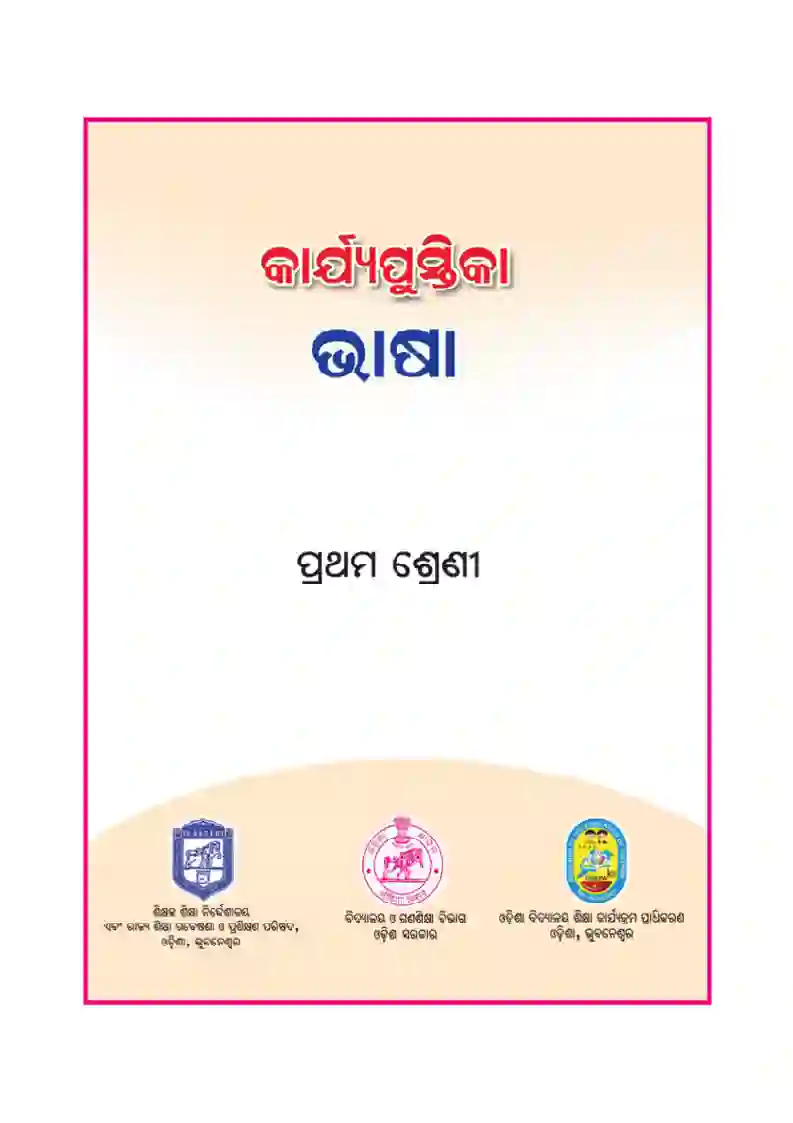 କାର୍ଯ୍ୟପୁସ୍ତିକା
ଭାଷା
ପ୍ରଥମ ଶ୍ରେଣୀ
ଶିକ୍ଷକ ଶିକ୍ଷା ନିର୍ଦ୍ଦେଶାଳୟ
ଏବଂ ରାଜ୍ୟ ଶିକ୍ଷା ଗବେଷଣା ଓ ପ୍ରଶିକ୍ଷଣ ପରିଷଦ,
ଓଡ଼ିଶା, ଭୁବନେଶ୍ୱର
ବିଦ୍ୟାଳୟ ଓ ଗଣଶିକ୍ଷା ବିଭାଗ
ଓଡ଼ିଶା ସରକାର
ଓଡ଼ିଶା ବିଦ୍ୟାଳୟ ଶିକ୍ଷା କାର୍ଯ୍ୟକ୍ରମ ପ୍ରାଧିକରଣ
ଓଡ଼ିଶା, ଭୁବନେଶ୍ୱର